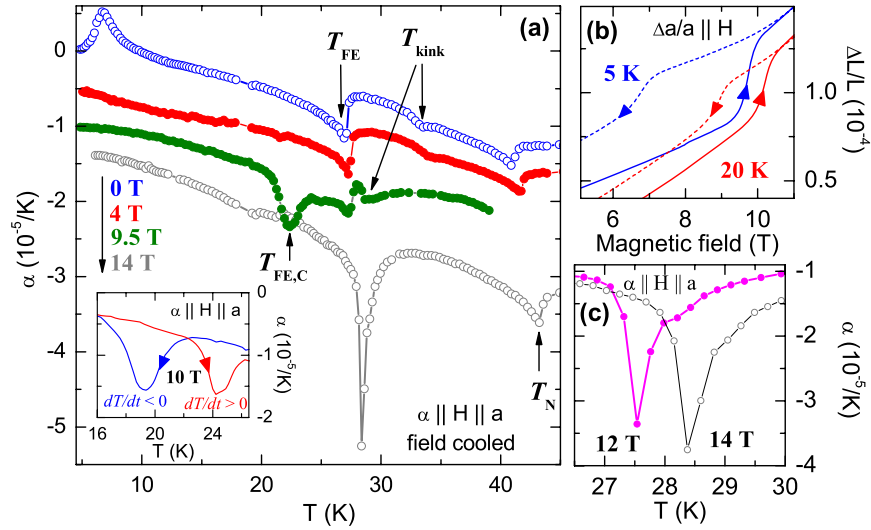 (a)
T_FE
T_kink
0
-1
-2
-3
-4
-5
α (10⁻⁵/K)
0 T
4 T
9.5 T
14 T
T_FE,C
T_N
α || H || a
field cooled
10
20
30
40
T (K)
α || H || a
10 T
dT/dt < 0
dT/dt > 0
0
-1
-2
α (10⁻⁵/K)
16
20
24
T (K)
(b)
Δa/a || H
5 K
20 K
1.0
0.5
ΔL/L (10⁻⁴)
6
8
10
Magnetic field (T)
α || H || a
(c)
12 T
14 T
-1
-2
-3
-4
α (10⁻⁵/K)
27
28
29
30
T (K)